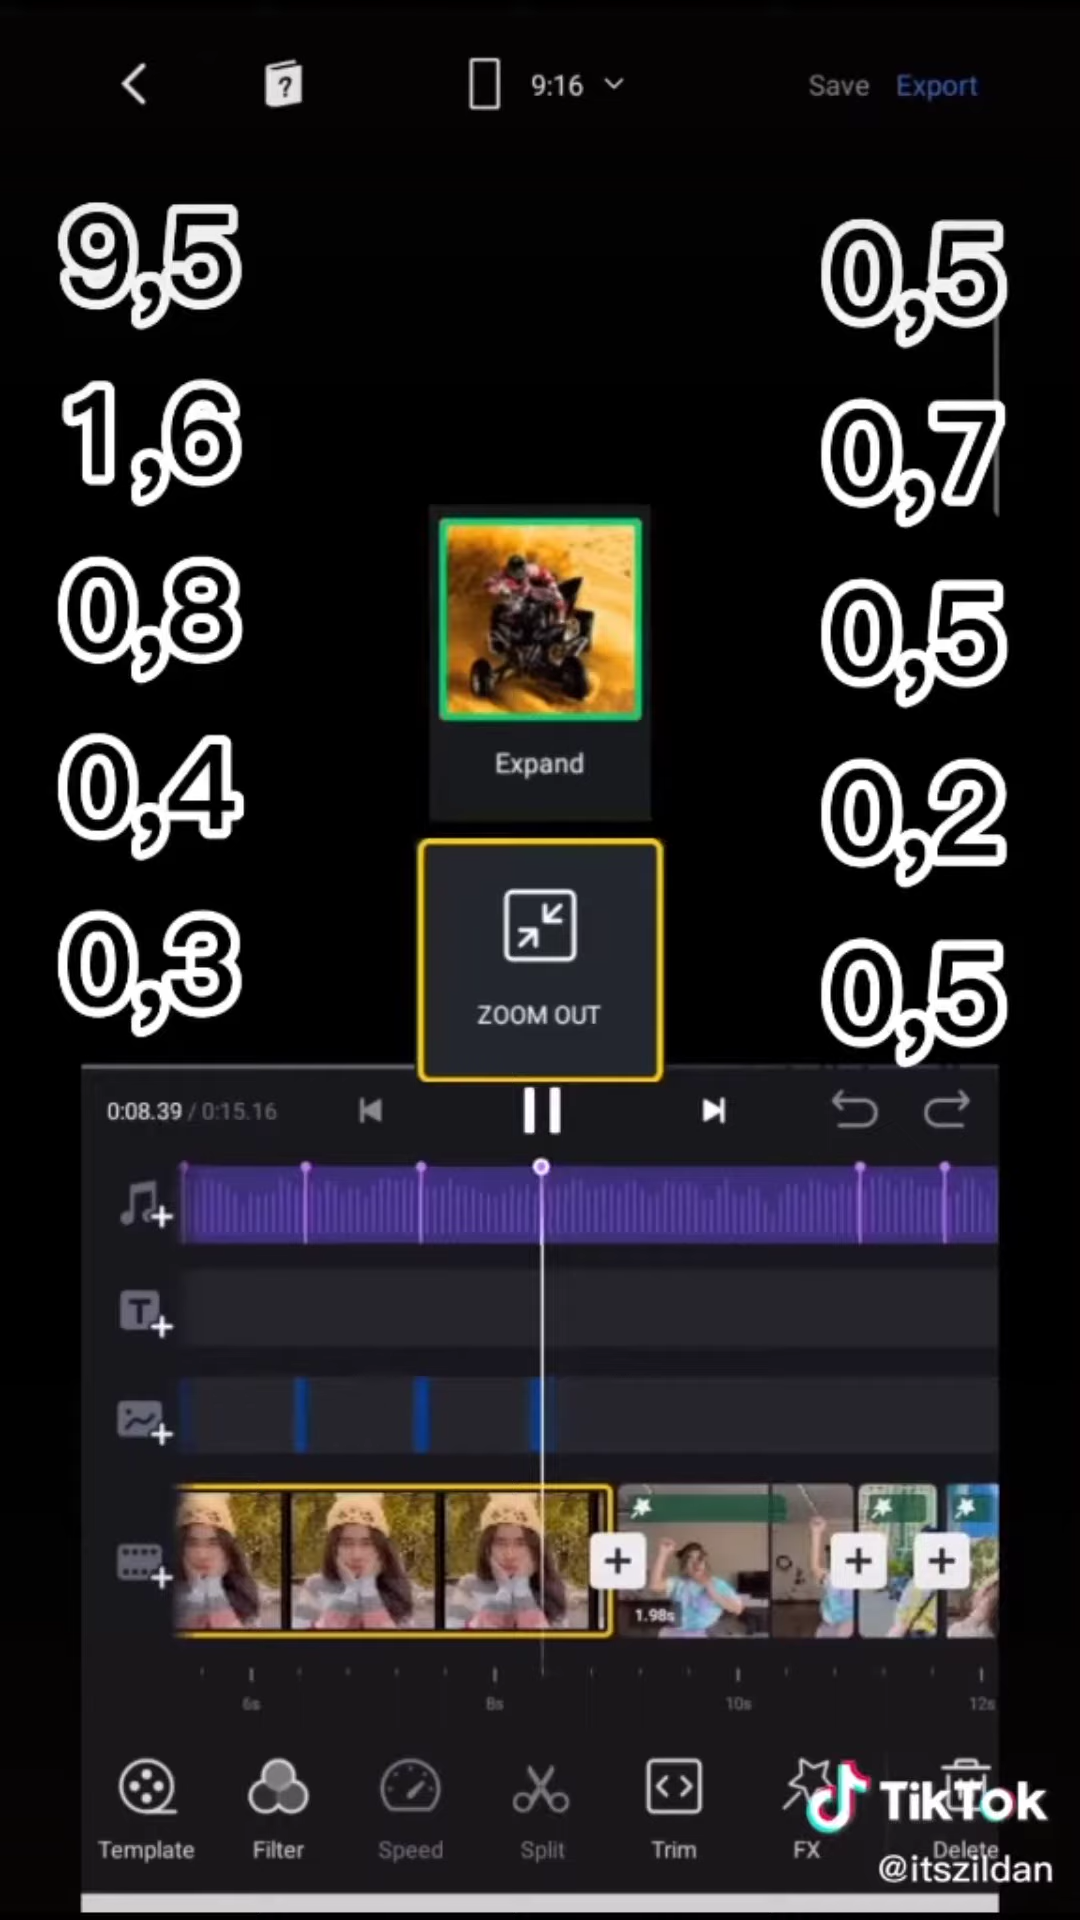 ?
9:16
Save
Export
9,5
0,5
1,6
0,7
0,8
0,5
Expand
0,4
0,2
0,3
0,5
ZOOM OUT
0:08.39 / 0:15.16
T
1.98s
6s
8s
10s
12s
Template
Filter
Speed
Split
Trim
FX
Delete
TikTok
@itszildan